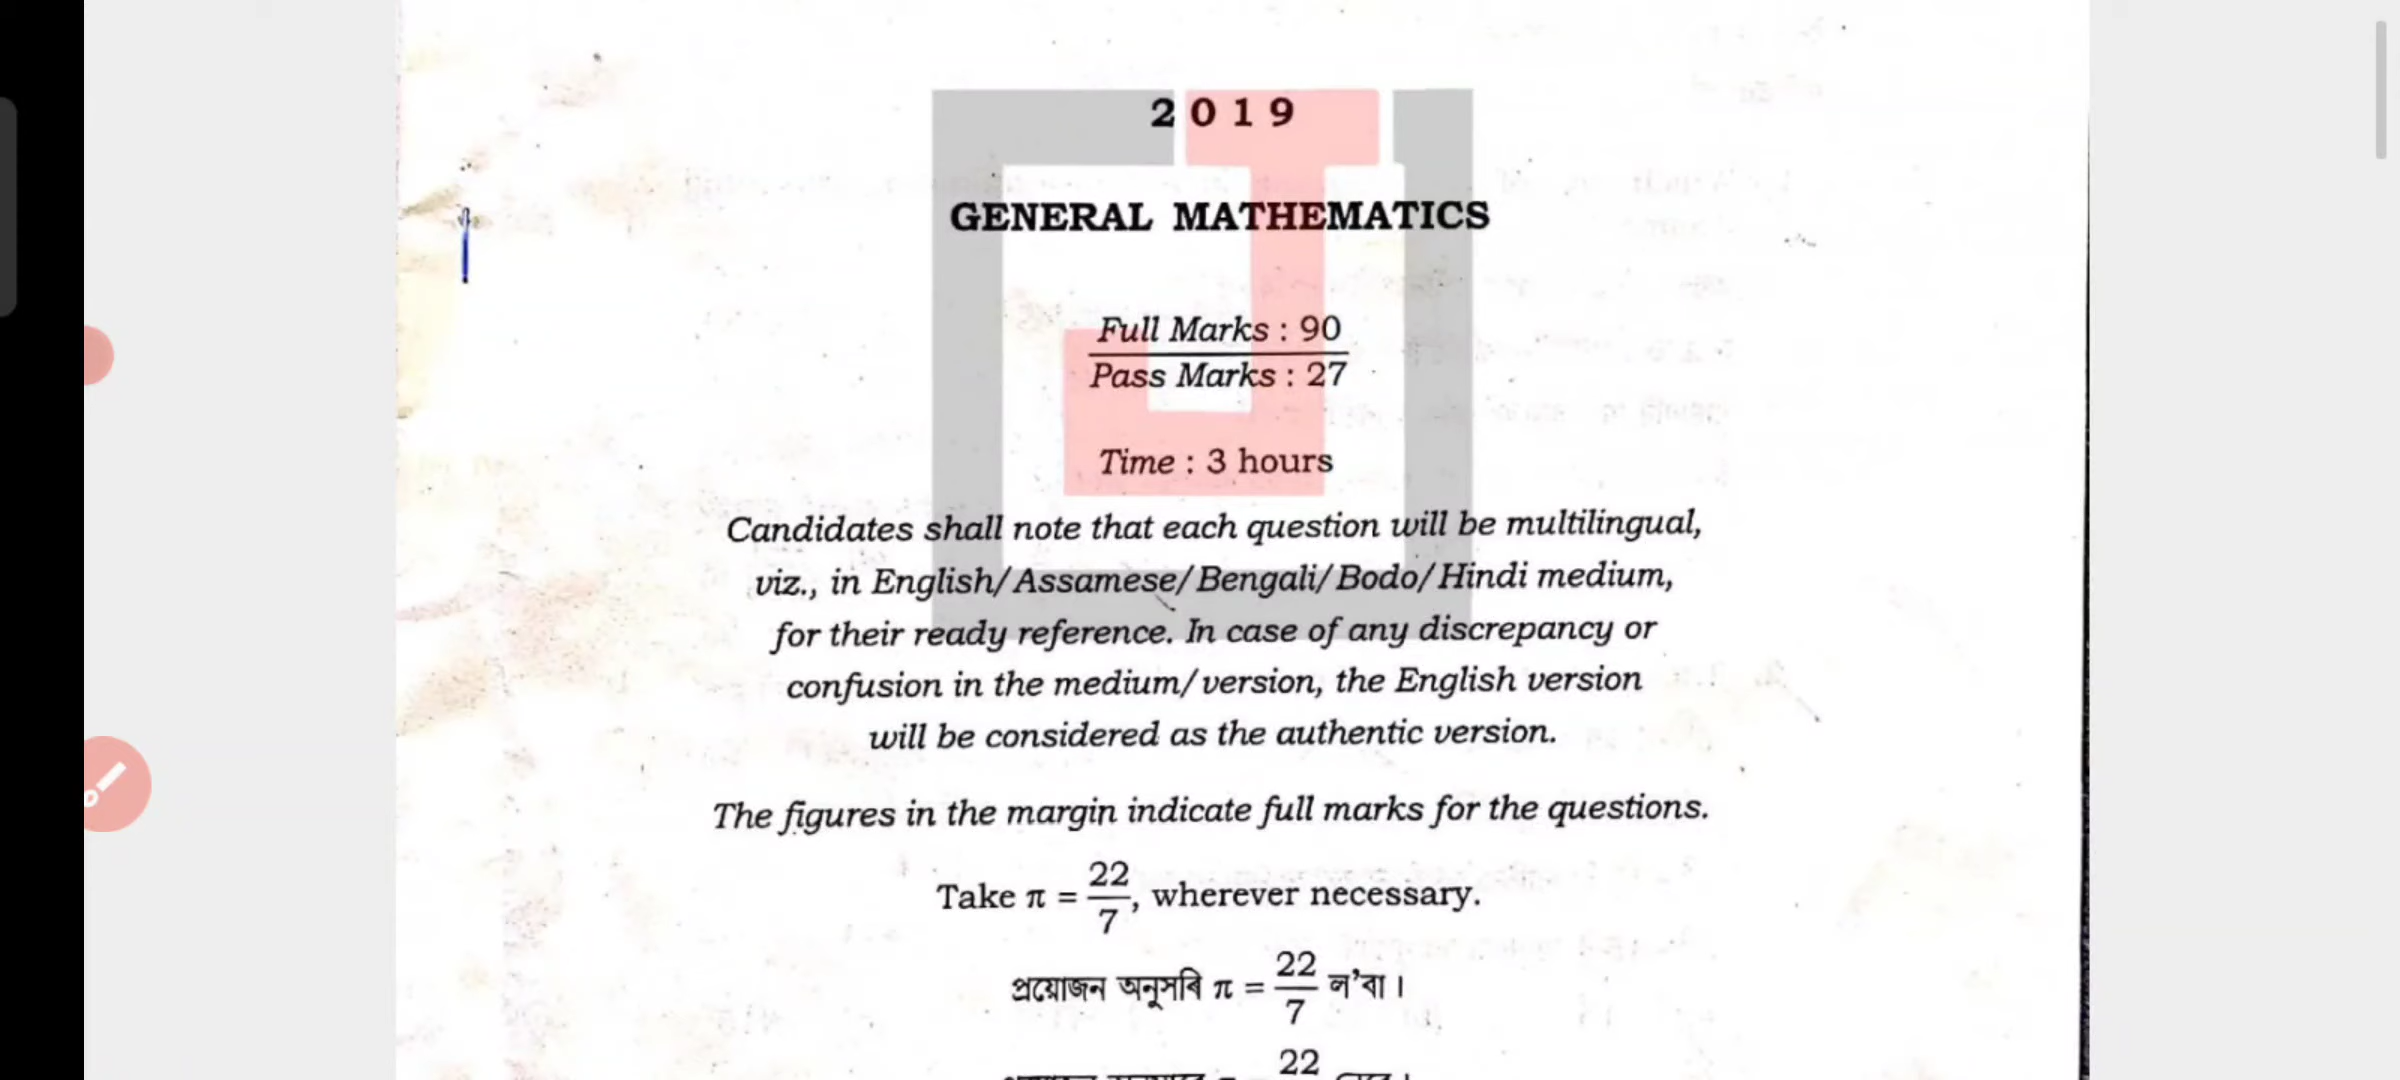 2019
GENERAL MATHEMATICS
Full Marks : 90
Pass Marks : 27
Time : 3 hours
Candidates shall note that each question will be multilingual,
viz., in English/Assamese/Bengali/Bodo/Hindi medium,
for their ready reference. In case of any discrepancy or
confusion in the medium/version, the English version
will be considered as the authentic version.
The figures in the margin indicate full marks for the questions.
Take π = 22/7, wherever necessary.
প্ৰয়োজন অনুসৰি π = 22/7 ল'বা।
22